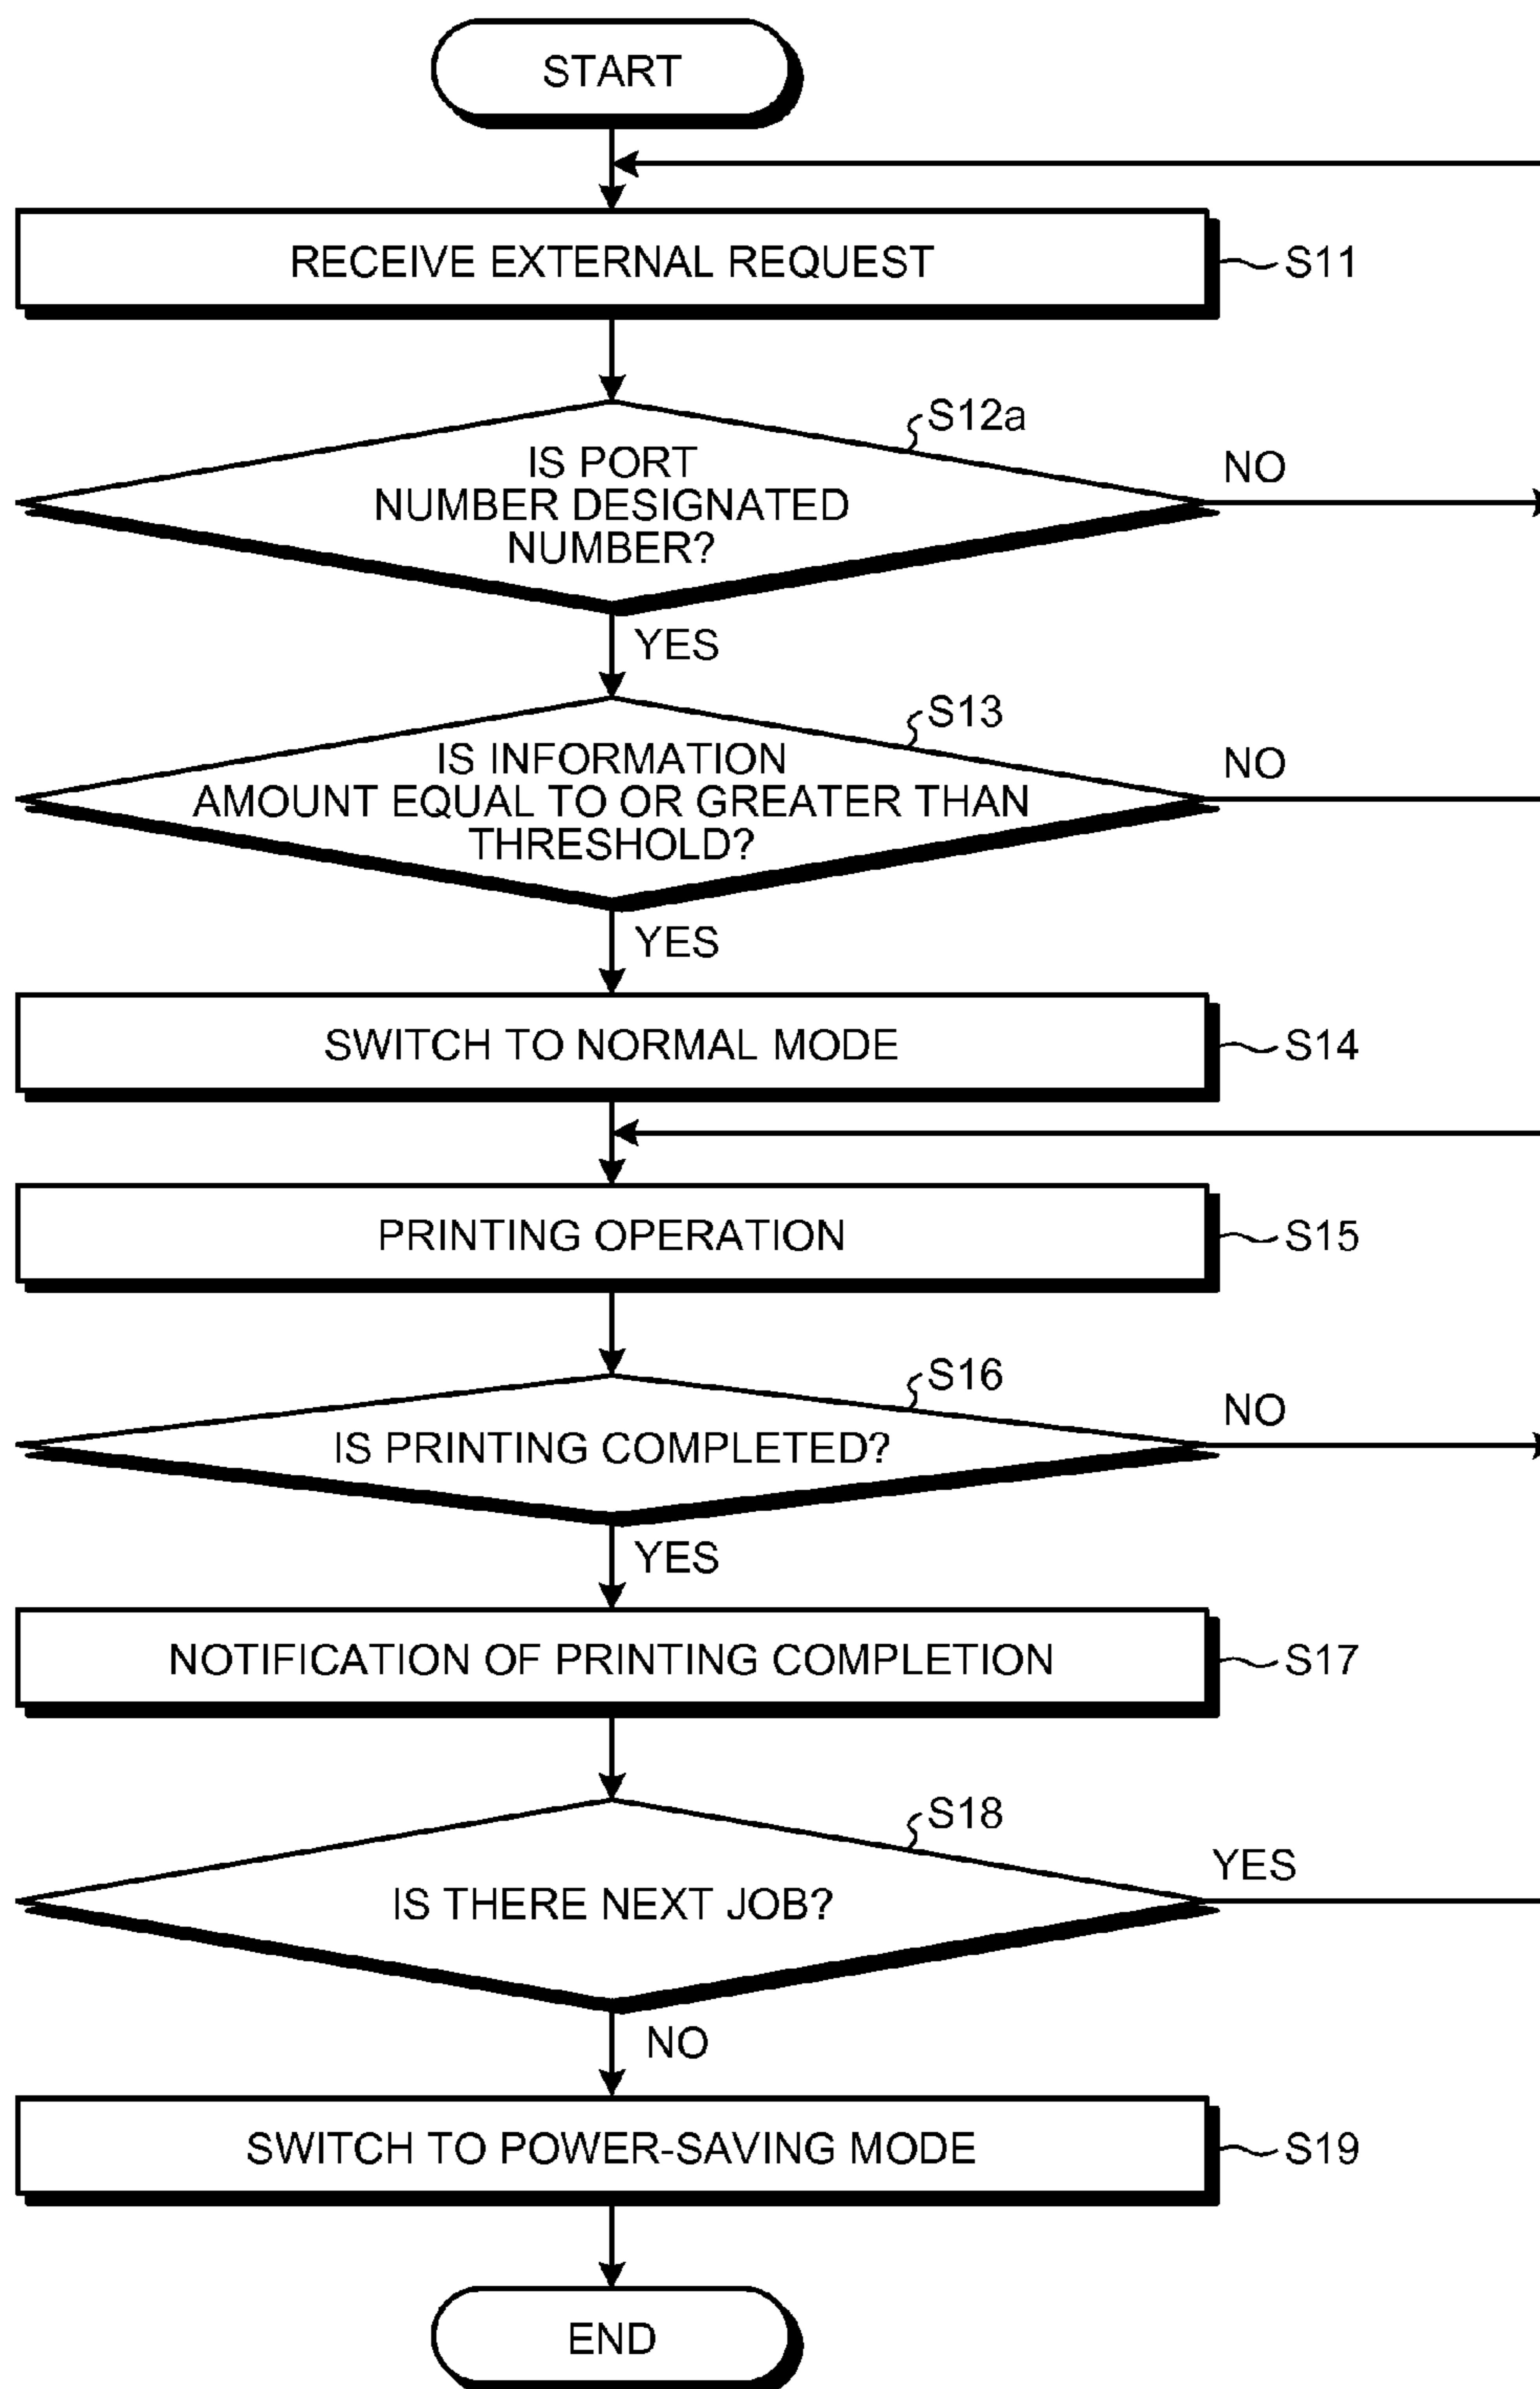 START
RECEIVE EXTERNAL REQUEST
S11
S12a
IS PORT
NUMBER DESIGNATED
NUMBER?
NO
YES
S13
IS INFORMATION
AMOUNT EQUAL TO OR GREATER THAN
THRESHOLD?
NO
YES
SWITCH TO NORMAL MODE
S14
PRINTING OPERATION
S15
S16
IS PRINTING COMPLETED?
NO
YES
NOTIFICATION OF PRINTING COMPLETION
S17
S18
IS THERE NEXT JOB?
YES
NO
SWITCH TO POWER-SAVING MODE
S19
END